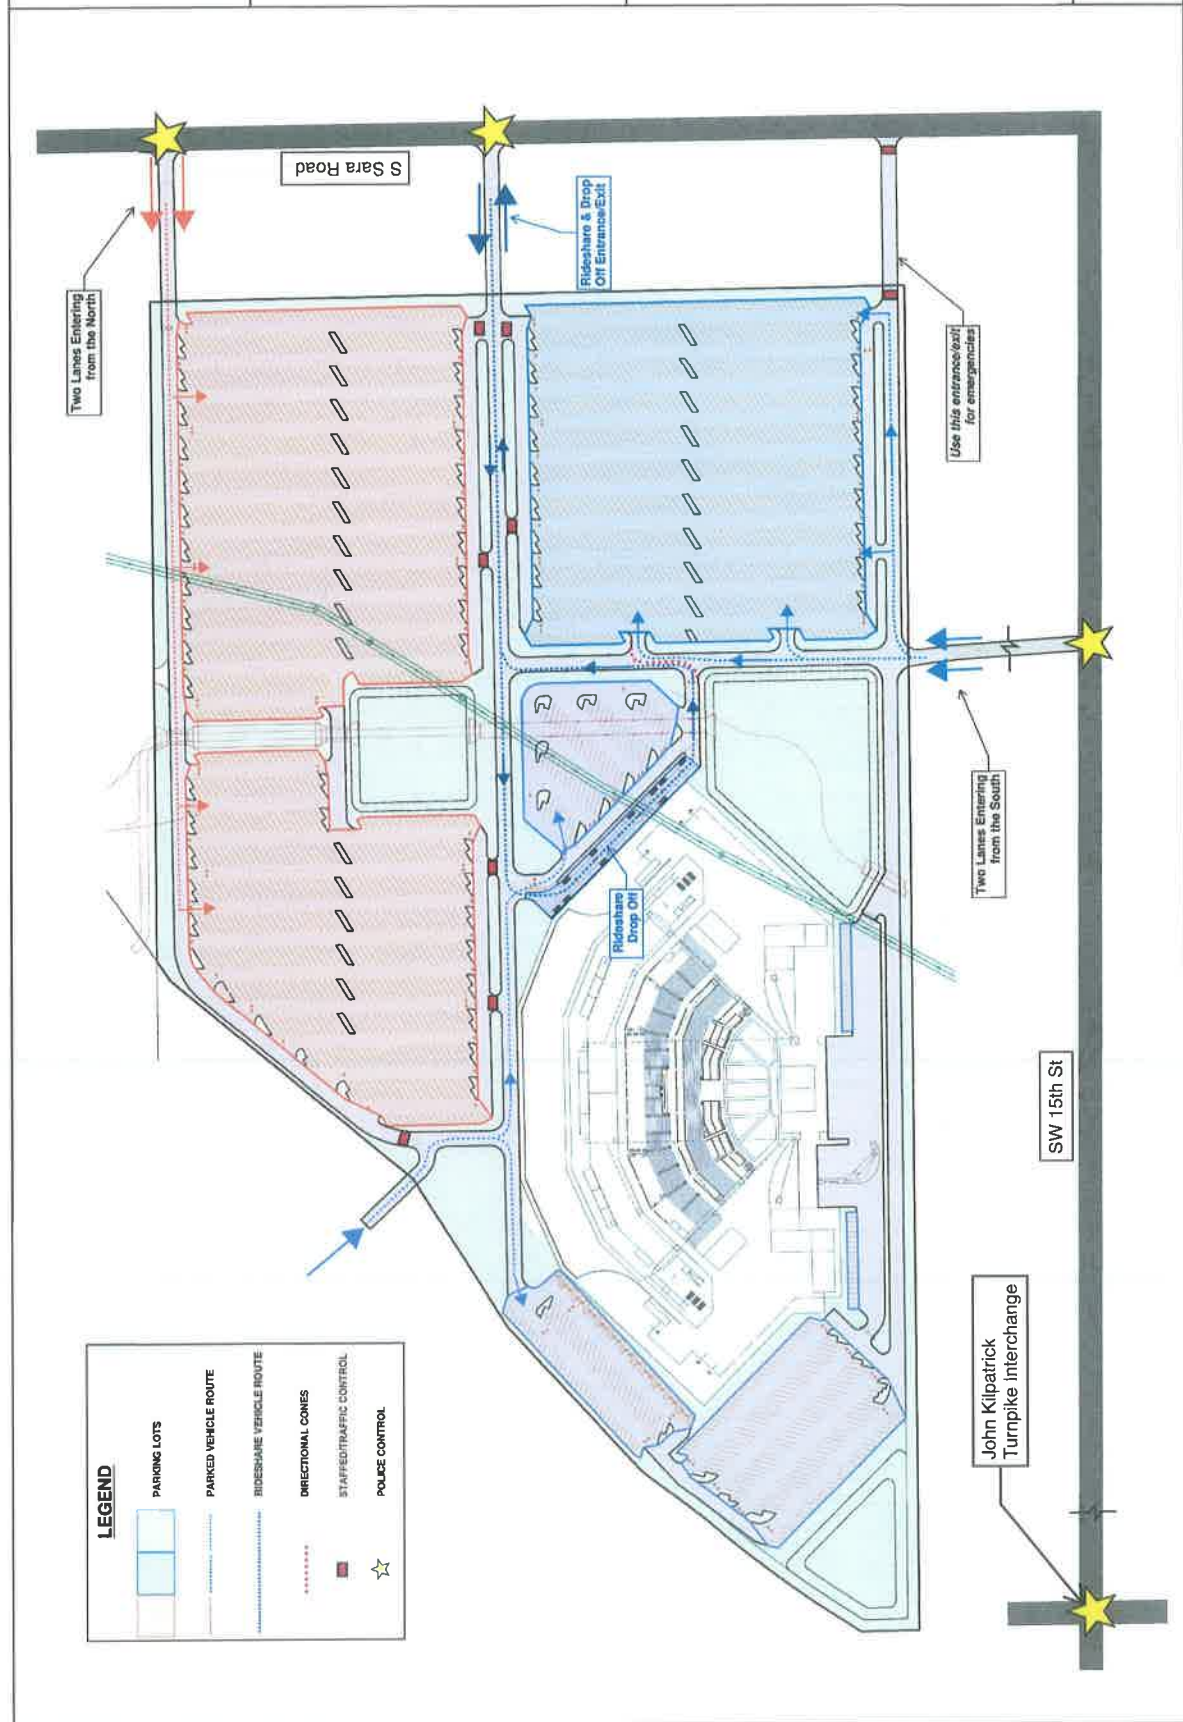 Two Lanes Entering
from the North
S Sara Road
Rideshare & Drop
Off Entrance/Exit
Use this entrance/exit
for emergencies
Two Lanes Entering
from the South
Rideshare
Drop Off
SW 15th St
John Kilpatrick
Turnpike Interchange
LEGEND
PARKING LOTS
PARKED VEHICLE ROUTE
RIDESHARE VEHICLE ROUTE
DIRECTIONAL CONES
STAFFED/TRAFFIC CONTROL
POLICE CONTROL